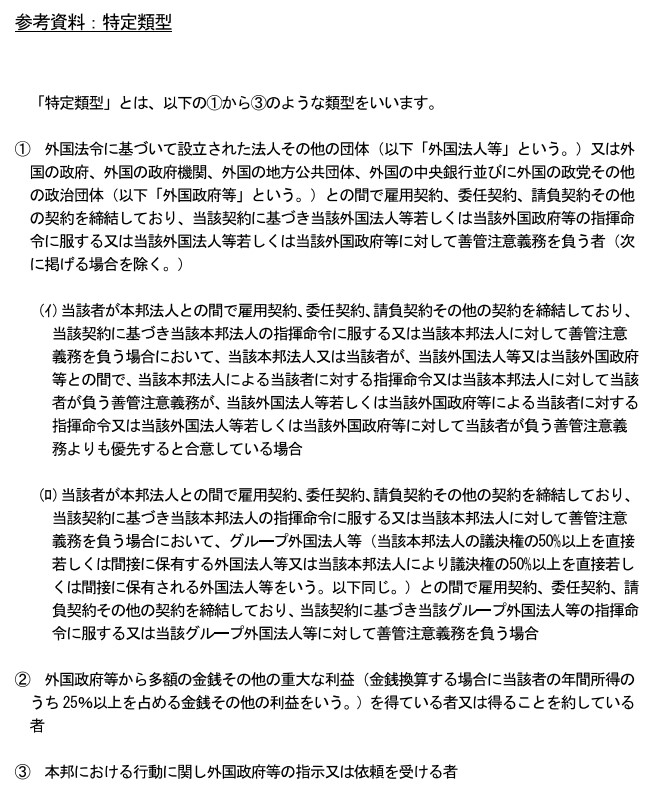 参考資料：特定類型
「特定類型」とは、以下の①から③のような類型をいいます。
① 外国法令に基づいて設立された法人その他の団体（以下「外国法人等」という。）又は外
国の政府、外国の政府機関、外国の地方公共団体、外国の中央銀行並びに外国の政党その他
の政治団体（以下「外国政府等」という。）との間で雇用契約、委任契約、請負契約その他
の契約を締結しており、当該契約に基づき当該外国法人等若しくは当該外国政府等の指揮命
令に服する又は当該外国法人等若しくは当該外国政府等に対して善管注意義務を負う者（次
に掲げる場合を除く。）
(ｲ) 当該者が本邦法人との間で雇用契約、委任契約、請負契約その他の契約を締結しており、
当該契約に基づき当該本邦法人の指揮命令に服する又は当該本邦法人に対して善管注意
義務を負う場合において、当該本邦法人又は当該者が、当該外国法人等又は当該外国政府
等との間で、当該本邦法人による当該者に対する指揮命令又は当該本邦法人に対して当該
者が負う善管注意義務が、当該外国法人等若しくは当該外国政府等による当該者に対する
指揮命令又は当該外国法人等若しくは当該外国政府等に対して当該者が負う善管注意義
務よりも優先すると合意している場合
(ﾛ) 当該者が本邦法人との間で雇用契約、委任契約、請負契約その他の契約を締結しており、
当該契約に基づき当該本邦法人の指揮命令に服する又は当該本邦法人に対して善管注意
義務を負う場合において、グループ外国法人等（当該本邦法人の議決権の50%以上を直接
若しくは間接に保有する外国法人等又は当該本邦法人により議決権の50%以上を直接若し
くは間接に保有される外国法人等をいう。以下同じ。）との間で雇用契約、委任契約、請
負契約その他の契約を締結しており、当該契約に基づき当該グループ外国法人等の指揮命
令に服する又は当該グループ外国法人等に対して善管注意義務を負う場合
② 外国政府等から多額の金銭その他の重大な利益（金銭換算する場合に当該者の年間所得の
うち 25%以上を占める金銭その他の利益をいう。）を得ている者又は得ることを約している
者
③ 本邦における行動に関し外国政府等の指示又は依頼を受ける者